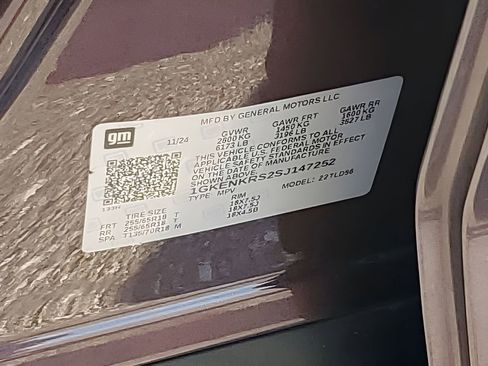 MFD BY GENERAL MOTORS LLC
gm
11/24
GVWR GAWR FRT GAWR RR
2800 KG 1450 KG 1600 KG
6173 LB 3196 LB 3527 LB
THIS VEHICLE CONFORMS TO ALL
APPLICABLE U.S. FEDERAL MOTOR
VEHICLE SAFETY STANDARDS IN EFFECT
ON THE DATE OF MANUFACTURE
SHOWN ABOVE.
1GKENKRS2SJ147252
TYPE: MPV MODEL: 22TLD56
TIRE SIZE RIM
FRT 255/65R18 T 18X7.5J
RR 255/65R18 T 18X7.5J
SPA T135/70R18 M 18X4.5B